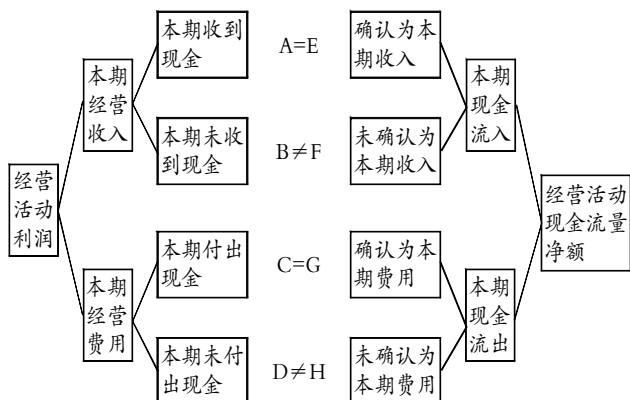 本期收到
现金
A=E
确认为本
期收入
本期
经营
收入
本期
现金
流入
本期未收
到现金
B≠F
未确认为
本期收入
经营
活动
利润
经营活动
现金流量
净额
本期付出
现金
C=G
确认为本
期费用
本期
经营
费用
本期
现金
流出
本期未付
出现金
D≠H
未确认为
本期费用